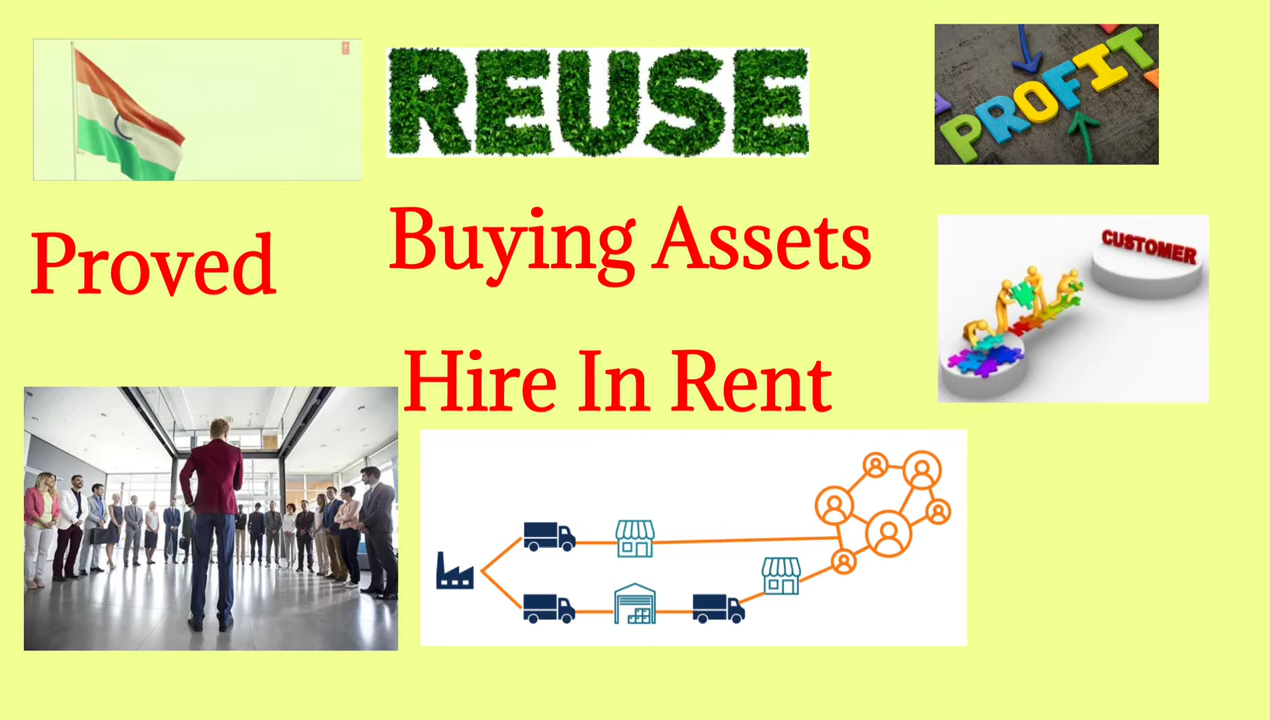 REUSE
PROFIT
Proved
Buying Assets
CUSTOMER
Hire In Rent